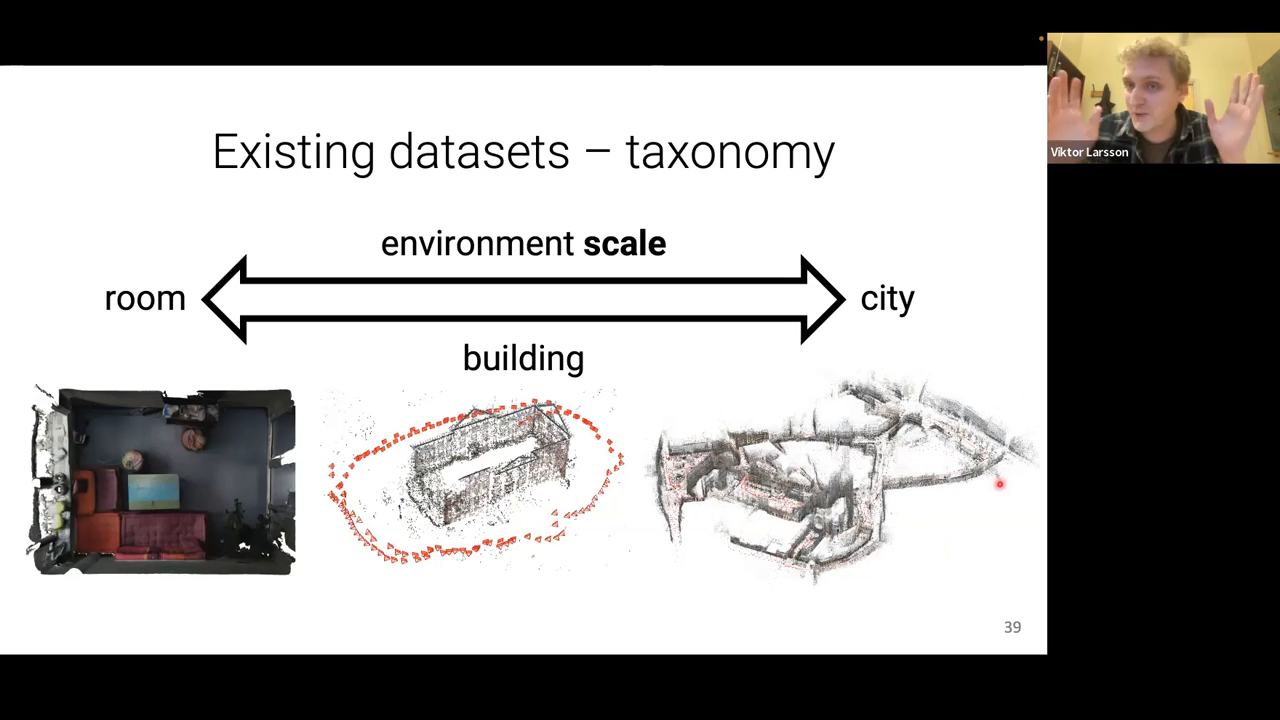 Existing datasets – taxonomy
environment scale
room
city
building
39
Viktor Larsson